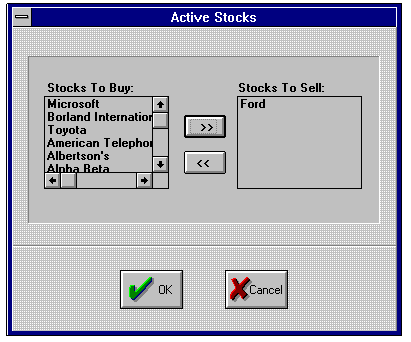 Active Stocks
Stocks To Buy:
Microsoft
Borland Internation
Toyota
American Telephon
Albertson's
Alpha Beta
>>
<<
Stocks To Sell:
Ford
OK
Cancel